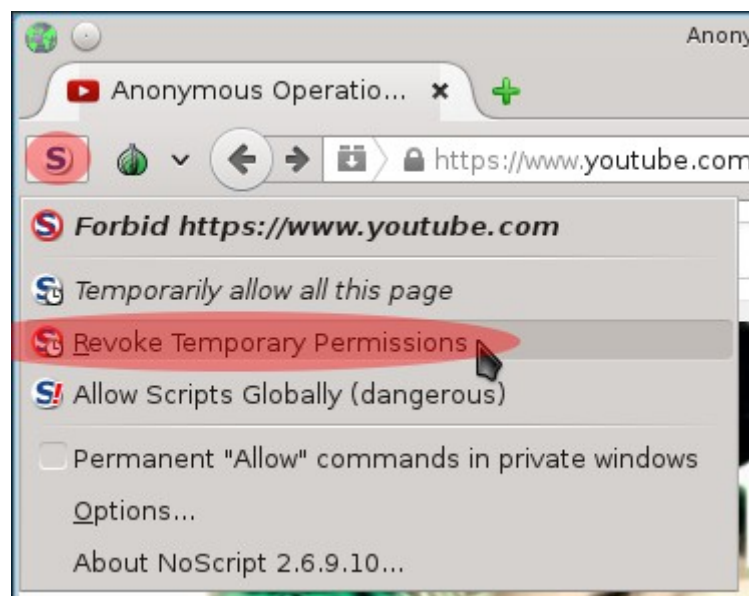 Anony
Anonymous Operatio...
https://www.youtube.com
Forbid https://www.youtube.com
Temporarily allow all this page
Revoke Temporary Permissions
Allow Scripts Globally (dangerous)
Permanent "Allow" commands in private windows
Options...
About NoScript 2.6.9.10...